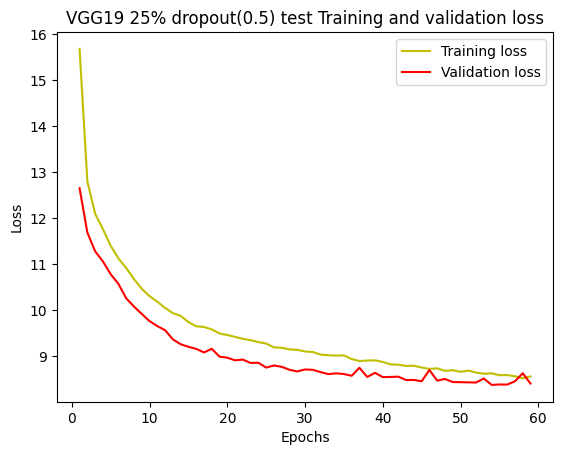 VGG19 25% dropout(0.5) test Training and validation loss
16
15
14
13
12
11
10
9
Loss
Training loss
Validation loss
0 10 20 30 40 50 60
Epochs